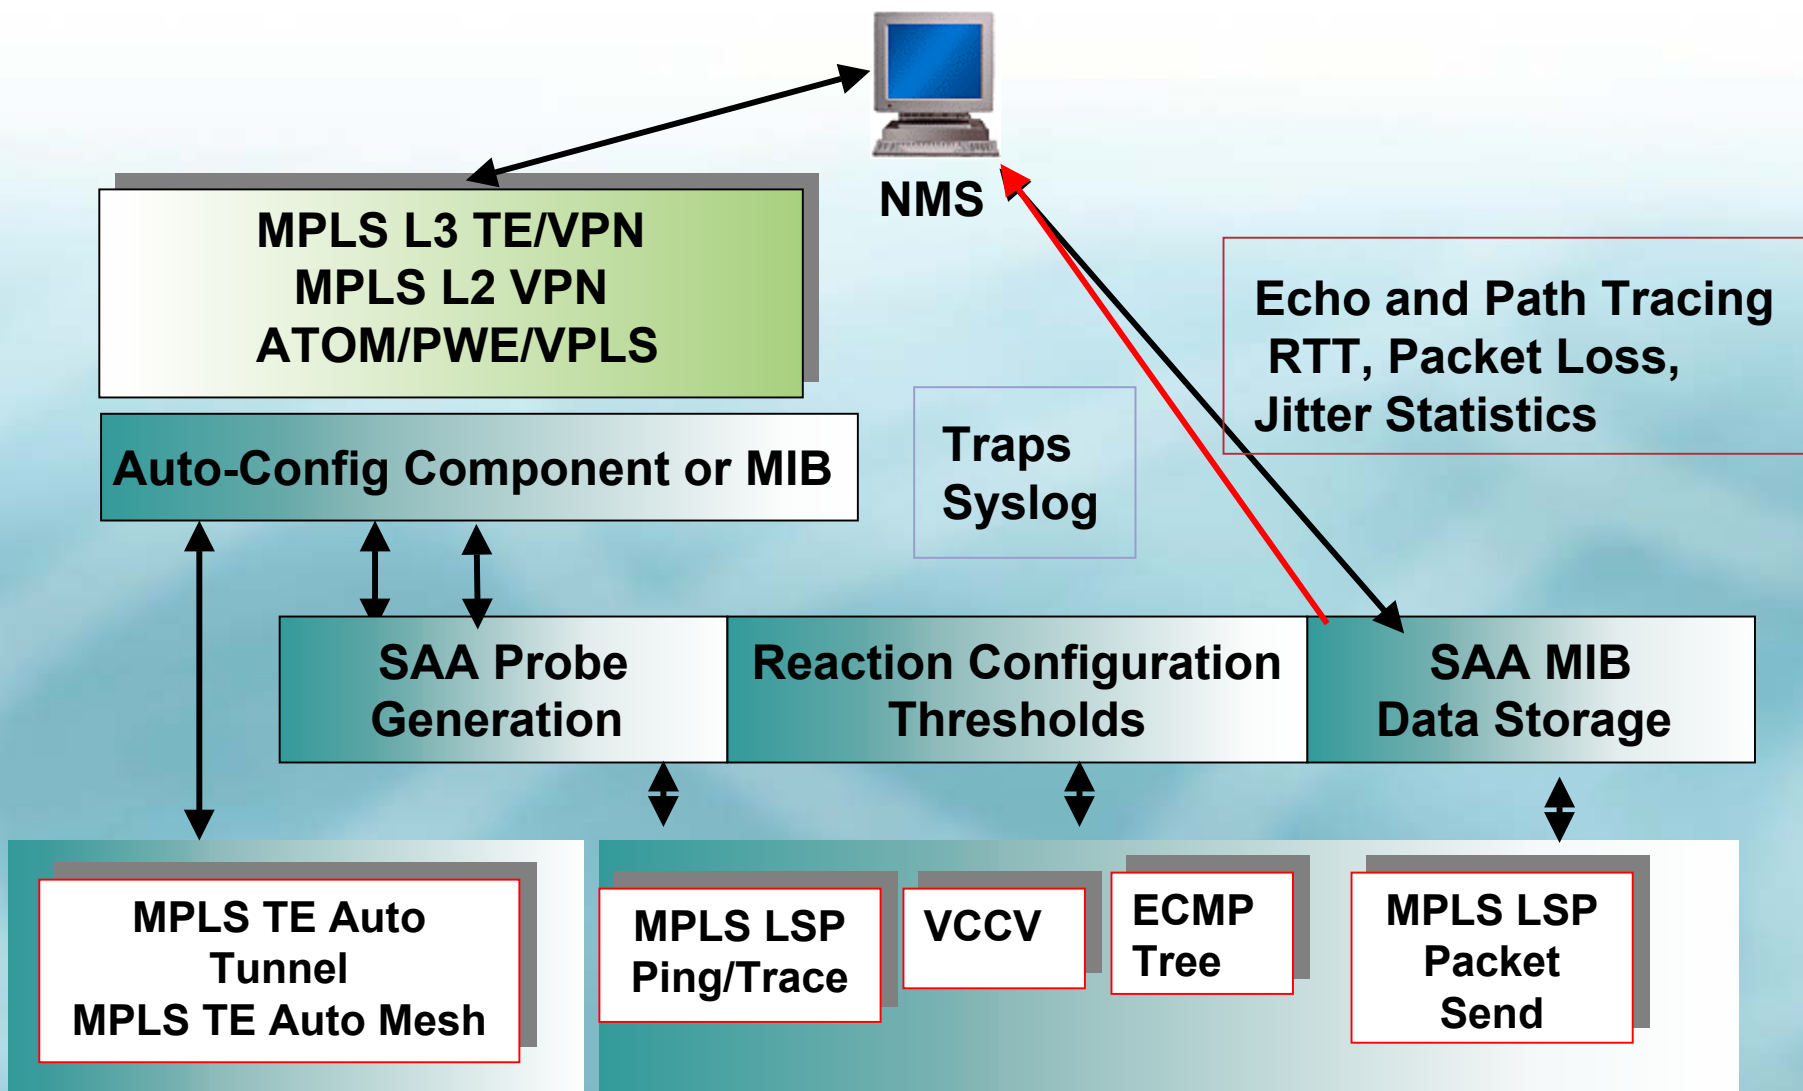 NMS
MPLS L3 TE/VPN
MPLS L2 VPN
ATOM/PWE/VPLS
Echo and Path Tracing
RTT, Packet Loss,
Jitter Statistics
Traps
Syslog
Auto-Config Component or MIB
SAA Probe
Generation
Reaction Configuration
Thresholds
SAA MIB
Data Storage
MPLS TE Auto
Tunnel
MPLS TE Auto Mesh
MPLS LSP
Ping/Trace
VCCV
ECMP
Tree
MPLS LSP
Packet
Send